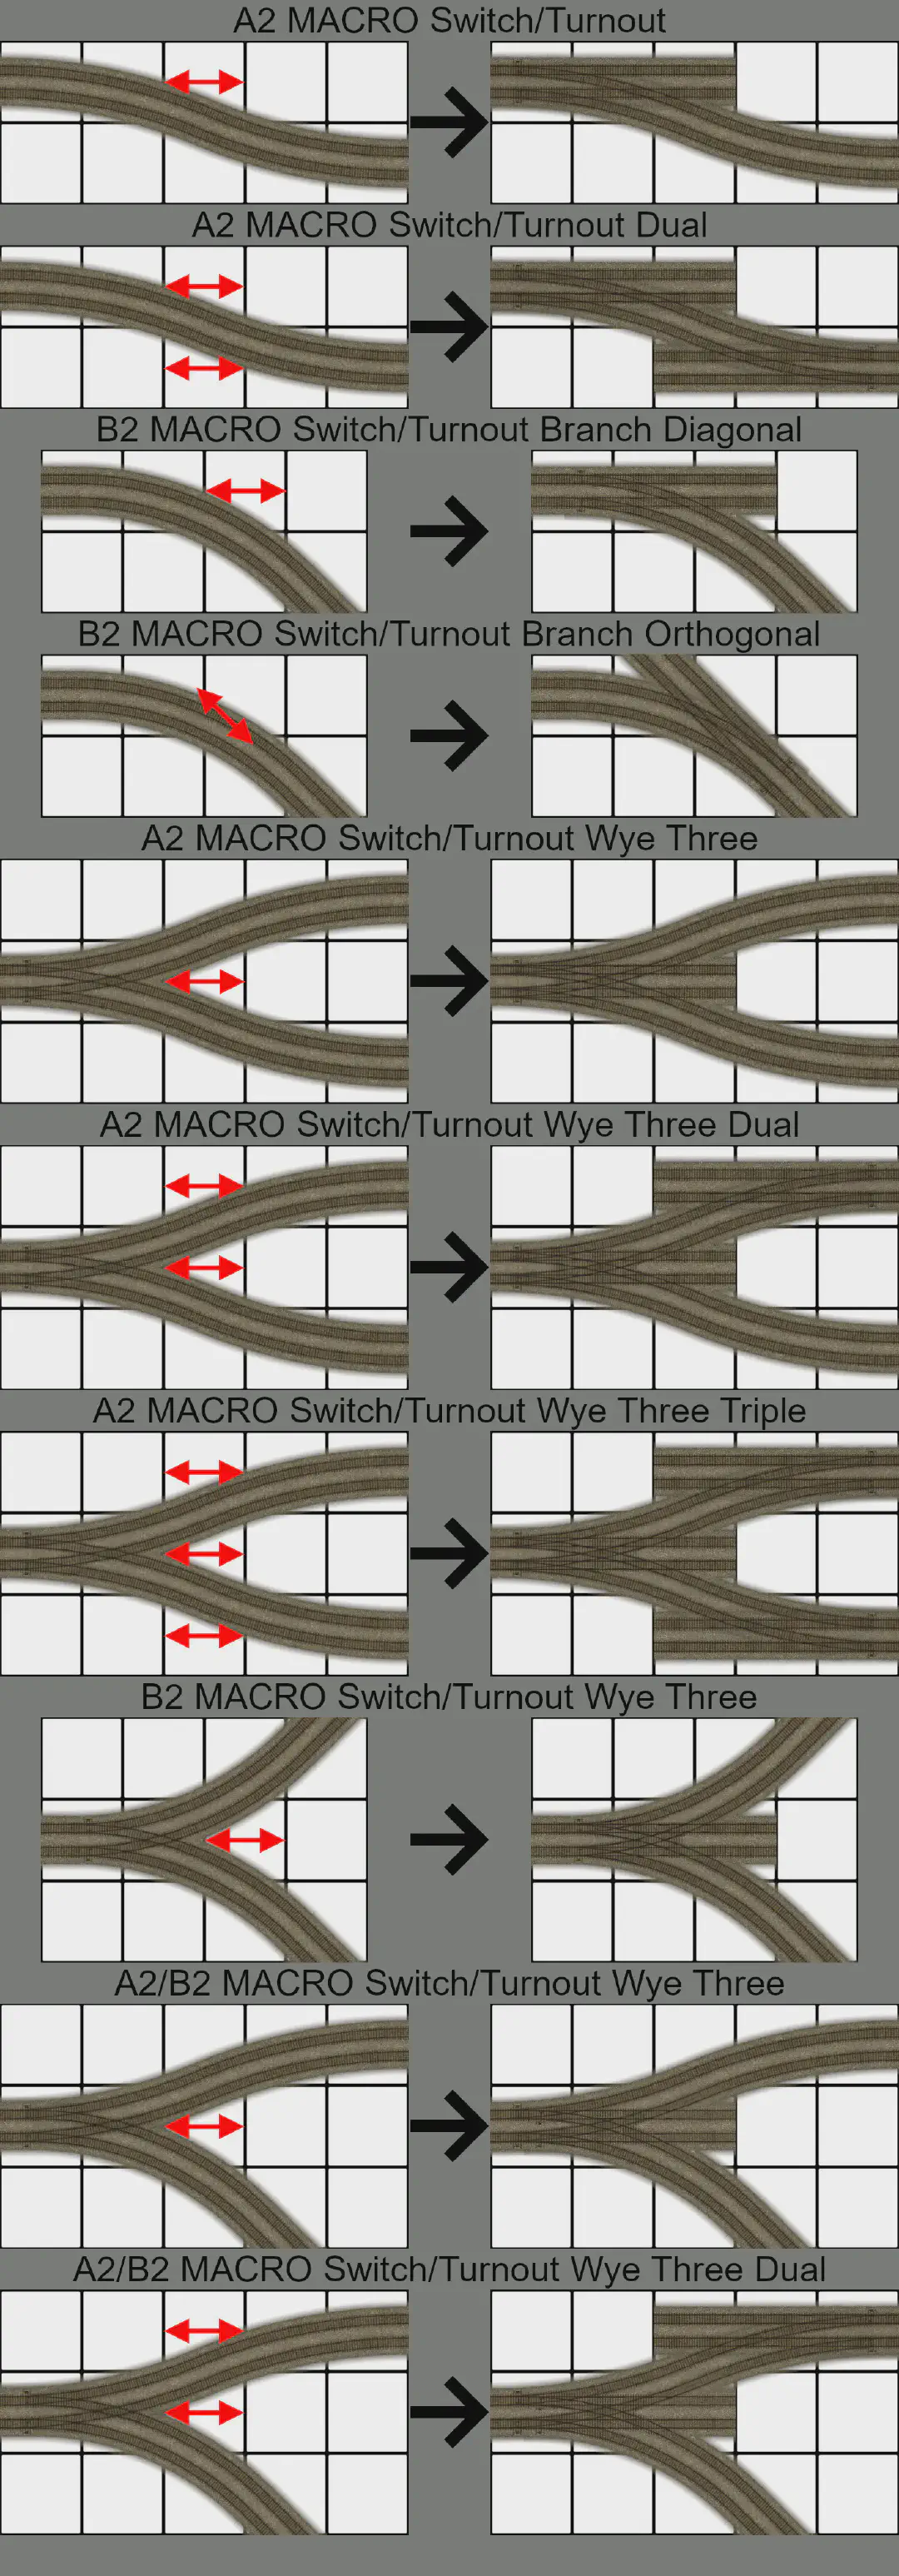 A2 MACRO Switch/Turnout
A2 MACRO Switch/Turnout Dual
B2 MACRO Switch/Turnout Branch Diagonal
B2 MACRO Switch/Turnout Branch Orthogonal
A2 MACRO Switch/Turnout Wye Three
A2 MACRO Switch/Turnout Wye Three Dual
A2 MACRO Switch/Turnout Wye Three Triple
B2 MACRO Switch/Turnout Wye Three
A2/B2 MACRO Switch/Turnout Wye Three
A2/B2 MACRO Switch/Turnout Wye Three Dual